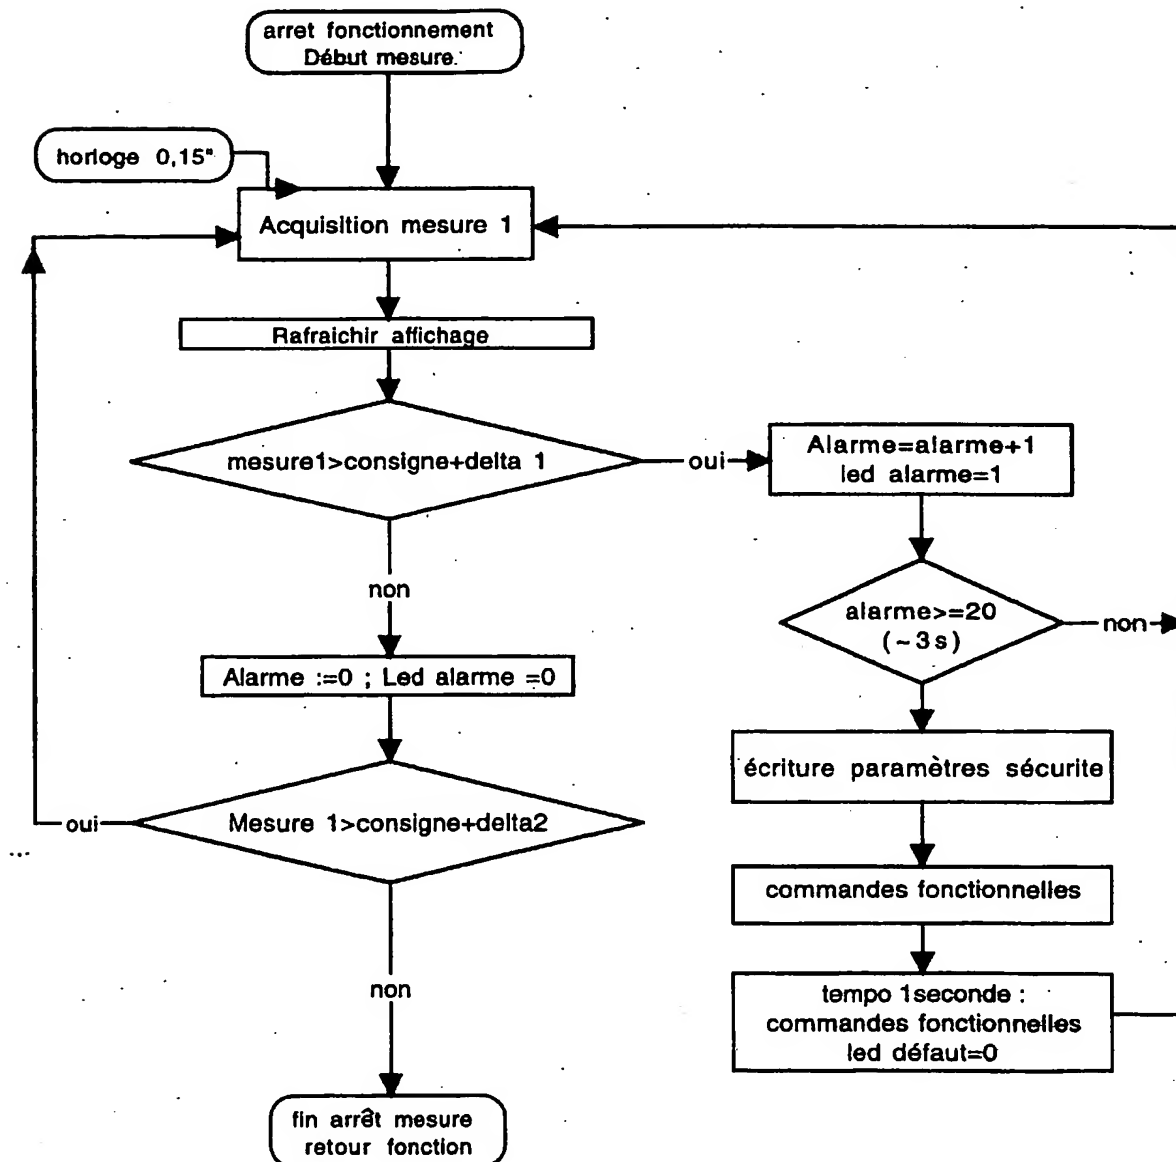 arret fonctionnement
Début mesure.
horloge 0,15"
Acquisition mesure 1
Rafraichir affichage
mesure1>consigne+delta 1
oui
Alarme=alarme+1
led alarme=1
non
alarme>=20
(~3s)
non
Alarme :=0 ; Led alarme =0
écriture paramètres sécurite
oui
Mesure 1>consigne+delta2
commandes fonctionnelles
non
tempo 1seconde :
commandes fonctionnelles
led défaut=0
fin arrêt mesure
retour fonction